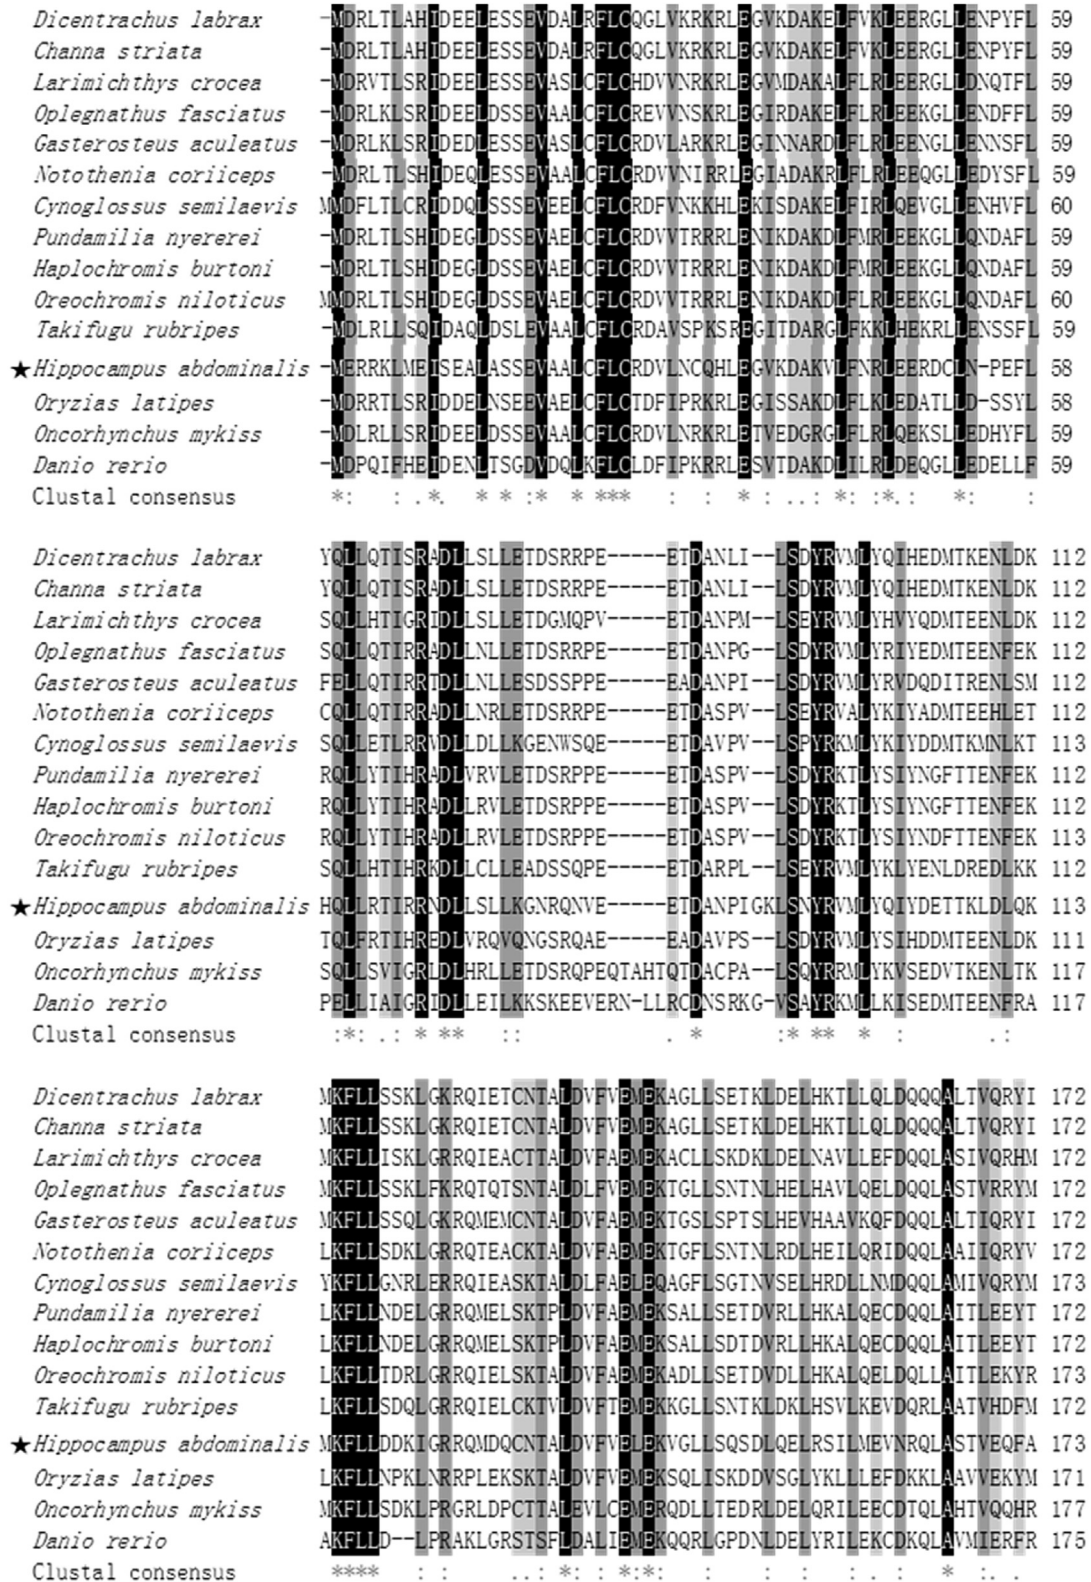 Dicentrachus labrax -MDRLTLAHIDEELESSEVDALRFLCQGLVKRKRLEGVKDAKELFVKLEERGLLENPYFL 59
Channa striata -MDRLTLAHIDEELESSEVDALRFLCQGLVKRKRLEGVKDAKELFVKLEERGLLENPYFL 59
Larimichthys crocea -MDRVTLSRIDEELESSEVASLCFLCHDVVNRKRLEGVMDAKALFLRLEERGLLDNQTFL 59
Oplegnathus fasciatus -MDRLKLSHIDEELDSSEVAALCFLCREVVNSKRLEGIRDAKELFLRLEEKGLLENDFFL 59
Gasterosteus aculeatus -MDRLKLSRIDEDLESSEVASLCFLCRDVLARKRLEGINNARDLFLRLEENGLLENNSFL 59
Notothenia coriiceps -MDRLTLSHIDEQLESSEVAALCFLCRDVVNIRRLEGIADAKRLFLRLEEQGLLEDYSFL 59
Cynoglossus semilaevis MMDFLTLCRIDDQLSSSEVEELCFLCRDFVNKKHLEKISDAKELFIRLQEVGLLENHVFL 60
Pundamilia nyererei -MDRLTLSHIDEGLDSSEVAELCFLCRDVVTRRRLENIKDAKDLFMRLEEKGLLQNDAFL 59
Haplochromis burtoni -MDRLTLSHIDEGLDSSEVAELCFLCRDVVTRRRLENIKDAKDLFMRLEEKGLLQNDAFL 59
Oreochromis niloticus MMDRLTLSHIDEGLDSSEVAELCFLCRDVVTRRRLENIKDAKDLFLRLEEKGLLQNDAFL 60
Takifugu rubripes -MDLRLLSQIDAQLDSLEVAALCFLCRDAVSPKSREGITDARGLFKKLHEKRLLENSSFL 59
★Hippocampus abdominalis -MERRKLMEISEALASSEVAALCFLCRDVLNCQHLEGVKDAKVLFNRLEERDCLN-PEFL 58
Oryzias latipes -MDRRTLSRIDDELNSEEVAELCFLCTDFIPRKRLEGISSAKDLFLKLEDATLLD-SSYL 58
Oncorhynchus mykiss -MDLRLLSRIDEELDSSEVAALCFLCRDVLNRKRLETVEDGRGLFLRLQEKSLLEDHYFL 59
Danio rerio -MDPQIFHEIDENLTSGDVDQLKFLCLDFIPKRRLESVTDAKDLILRLDEQGLLEDELLF 59
Clustal consensus *: : .*. * * :* * *** : : * : ..: *: :*.: *: :
Dicentrachus labrax YQLLQTISRADLLSLLETDSRRPE-----ETDANLI--LSDYRVMLYQIHEDMTKENLDK 112
Channa striata YQLLQTISRADLLSLLETDSRRPE-----ETDANLI--LSDYRVMLYQIHEDMTKENLDK 112
Larimichthys crocea SQLLHTIGRIDLLSLLETDGMQPV-----ETDANPM--LSEYRVMLYHVYQDMTEENLDK 112
Oplegnathus fasciatus SQLLQTIRRADLLNLLETDSRRPE-----ETDANPG--LSDYRVMLYRIYEDMTEENFEK 112
Gasterosteus aculeatus FELLQTIRRTDLLNLLESDSSPPE-----EADANPI--LSDYRVMLYRVDQDITRENLSM 112
Notothenia coriiceps CQLLQTIRRADLLNRLETDSRRPE-----ETDASPV--LSEYRVALYKIYADMTEEHLET 112
Cynoglossus semilaevis SQLLETLRRVDLLDLLKGENWSQE-----ETDAVPV--LSPYRKMLYKIYDDMTKMNLKT 113
Pundamilia nyererei RQLLYTIHRADLVRVLETDSRPPE-----ETDASPV--LSDYRKTLYSIYNGFTTENFEK 112
Haplochromis burtoni RQLLYTIHRADLLRVLETDSRPPE-----ETDASPV--LSDYRKTLYSIYNGFTTENFEK 112
Oreochromis niloticus RQLLYTIHRADLLRVLETDSRPPE-----ETDASPV--LSDYRKTLYSIYNDFTTENFEK 113
Takifugu rubripes SQLLHTIHRKDLLCLLEADSSQPE-----ETDARPL--LSEYRVMLYKLYENLDREDLKK 112
★Hippocampus abdominalis HQLLRTIRRNDLLSLLKGNRQNVE-----ETDANPIGKLSNYRVMLYQIYDETTKLDLQK 113
Oryzias latipes TQLFRTIHREDLVRQVQNGSRQAE-----EADAVPS--LSDYRVMLYSIHDDMTEENLDK 111
Oncorhynchus mykiss SQLLSVIGRLDLHRLLETDSRQPEQTAHTQTDACPA--LSQYRRMLYKVSEDVTKENLTK 117
Danio rerio PELLIAIGRIDLLEILKKSKEEVERN-LLRCDNSRKG-VSAYRKMLLKISEDMTEENFRA 117
Clustal consensus :*: .: * ** :: . * :* ** * : .:
Dicentrachus labrax MKFLLSSKLGKRQIETCNTALDVFVEMEKAGLLSETKLDELHKTLLQLDQQQALTVQRYI 172
Channa striata MKFLLSSKLGKRQIETCNTALDVFVEMEKAGLLSETKLDELHKTLLQLDQQQALTVQRYI 172
Larimichthys crocea MKFLLISKLGRRQIEACTTALDVFAEMEKACLLSKDKLDELNAVLLEFDQQLASIVQRHM 172
Oplegnathus fasciatus MKFLLSSKLFKRQTQTSNTALDLFVEMEKTGLLSNTNLHELHAVLQELDQQLASTVRRYM 172
Gasterosteus aculeatus MKFLLSSQLGKRQMEMCNTALDVFAEMEKTGSLSPTSLHEVHAAVKQFDQQLALTIQRYI 172
Notothenia coriiceps LKFLLSDKLGRRQTEACKTALDVFAEMEKTGFLSNTNLRDLHEILQRIDQQLAAIIQRYV 172
Cynoglossus semilaevis YKFLLGNRLERRQIEASKTALDLFAELEQAGFLSGTNVSELHRDLLNMDQQLAMIVQRYM 173
Pundamilia nyererei LKFLLNDELGRRQMELSKTPLDVFAEMEKSALLSETDVRLLHKALQECDQQLAITLEEYT 172
Haplochromis burtoni LKFLLNDELGRRQMELSKTPLDVFAEMEKSALLSDTDVRLLHKALQECDQQLAITLEEYT 172
Oreochromis niloticus LKFLLTDRLGRRQIELSKTALDVFAEMEKADLLSETDVDLLHKALQELDQLLAITLEKYR 173
Takifugu rubripes LKFLLSDQLGRRQIELCKTVLDVFTEMEKKGLLSNTKLDKLHSVLKEVDQRLAATVHDFM 172
★Hippocampus abdominalis MKFLLDDKIGRRQMDQCNTALDVFVELEKVGLLSQSDLQELRSILMEVNRQLASTVEQFA 173
Oryzias latipes LKFLLNPKLNRRPLEKSKTALDVFVEMEKSQLISKDDVSGLYKLLLEFDKKLAAVVEKYM 171
Oncorhynchus mykiss MKFLLSDKLPRGRLDPCTTALEVLCEMERQDLLTEDRLDELQRILEECDTQLAHTVQQHR 177
Danio rerio AKFLLD--LPRAKLGRSTSFLDALIEMEKQQRLGPDNLDELYRILEKCDKQLAVMIERFR 175
Clustal consensus **** : : ..: *: *:*: : : : : : * :. .